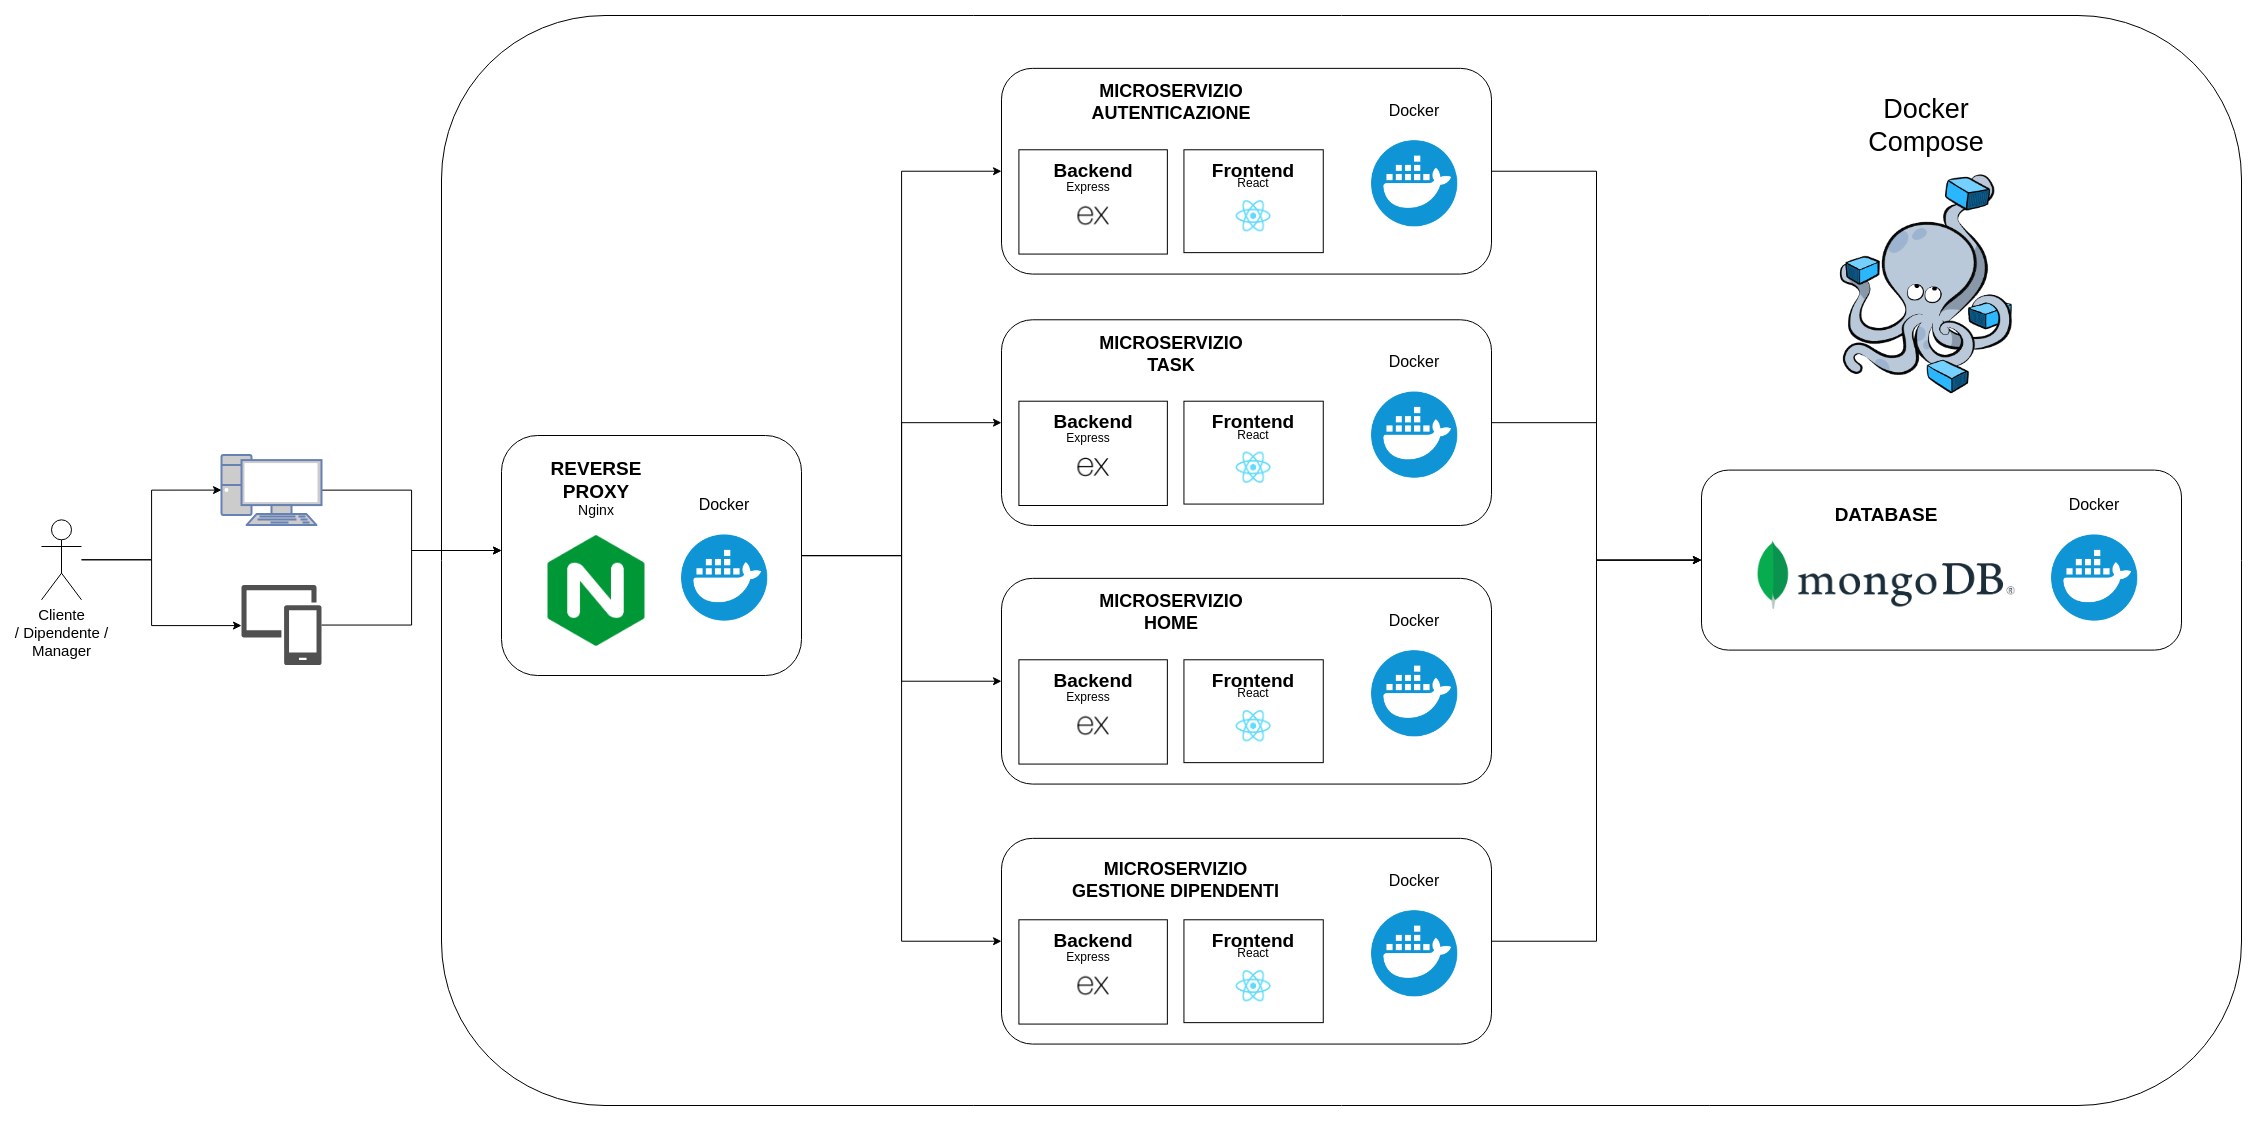 Cliente
/ Dipendente /
Manager
REVERSE
PROXY
Nginx
Docker
MICROSERVIZIO
AUTENTICAZIONE
Docker
Backend
Express
ex
Frontend
React
MICROSERVIZIO
TASK
Docker
Backend
Express
ex
Frontend
React
MICROSERVIZIO
HOME
Docker
Backend
Express
ex
Frontend
React
MICROSERVIZIO
GESTIONE DIPENDENTI
Docker
Backend
Express
ex
Frontend
React
Docker
Compose
DATABASE
mongoDB®
Docker